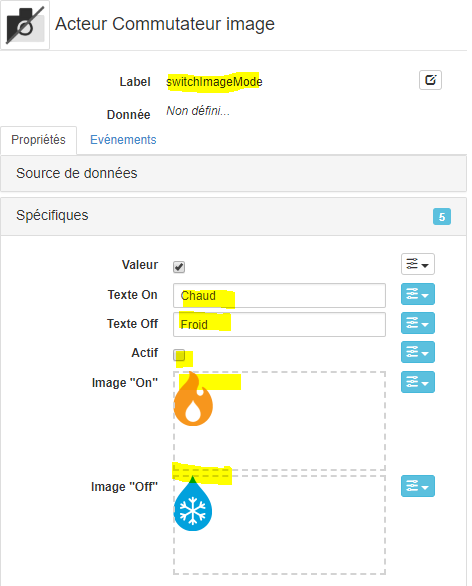 Acteur Commutateur image
Label switchImageMode
Donnée Non défini...
Propriétés Evénements
Source de données
Spécifiques 5
Valeur
Texte On Chaud
Texte Off Froid
Actif
Image "On"
Image "Off"